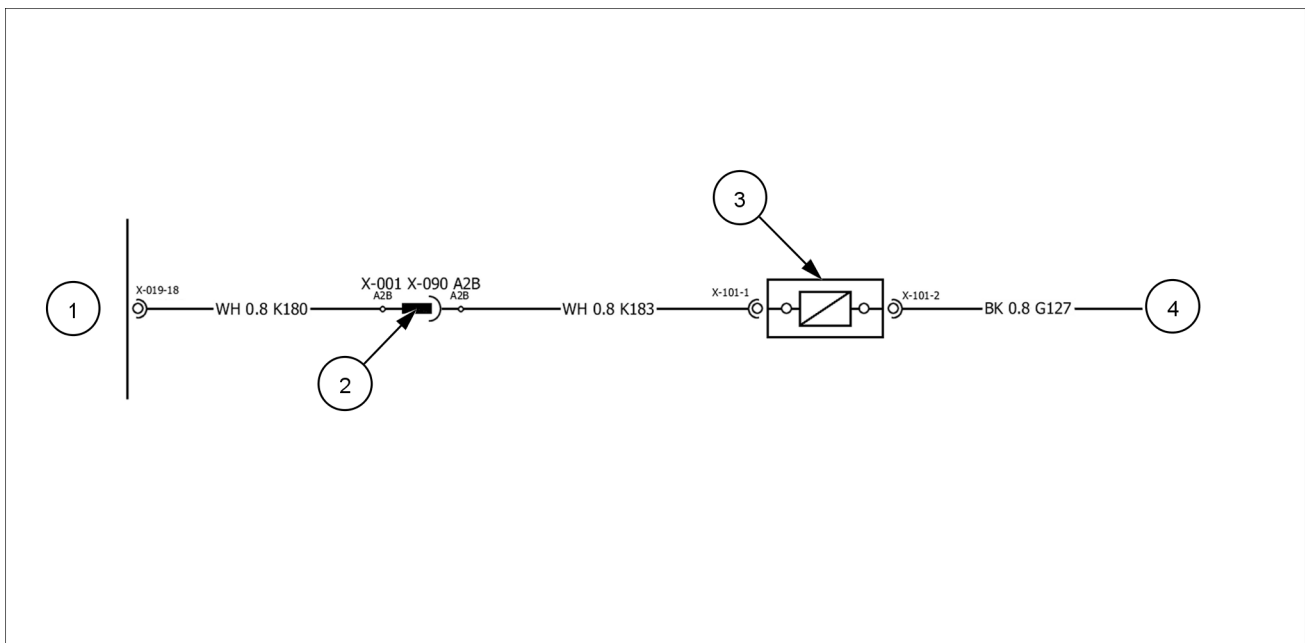 3
X-001 X-090 A2B
X-019-18
A2B
A2B
X-101-1
X-101-2
1
WH 0.8 K180
WH 0.8 K183
BK 0.8 G127
4
2